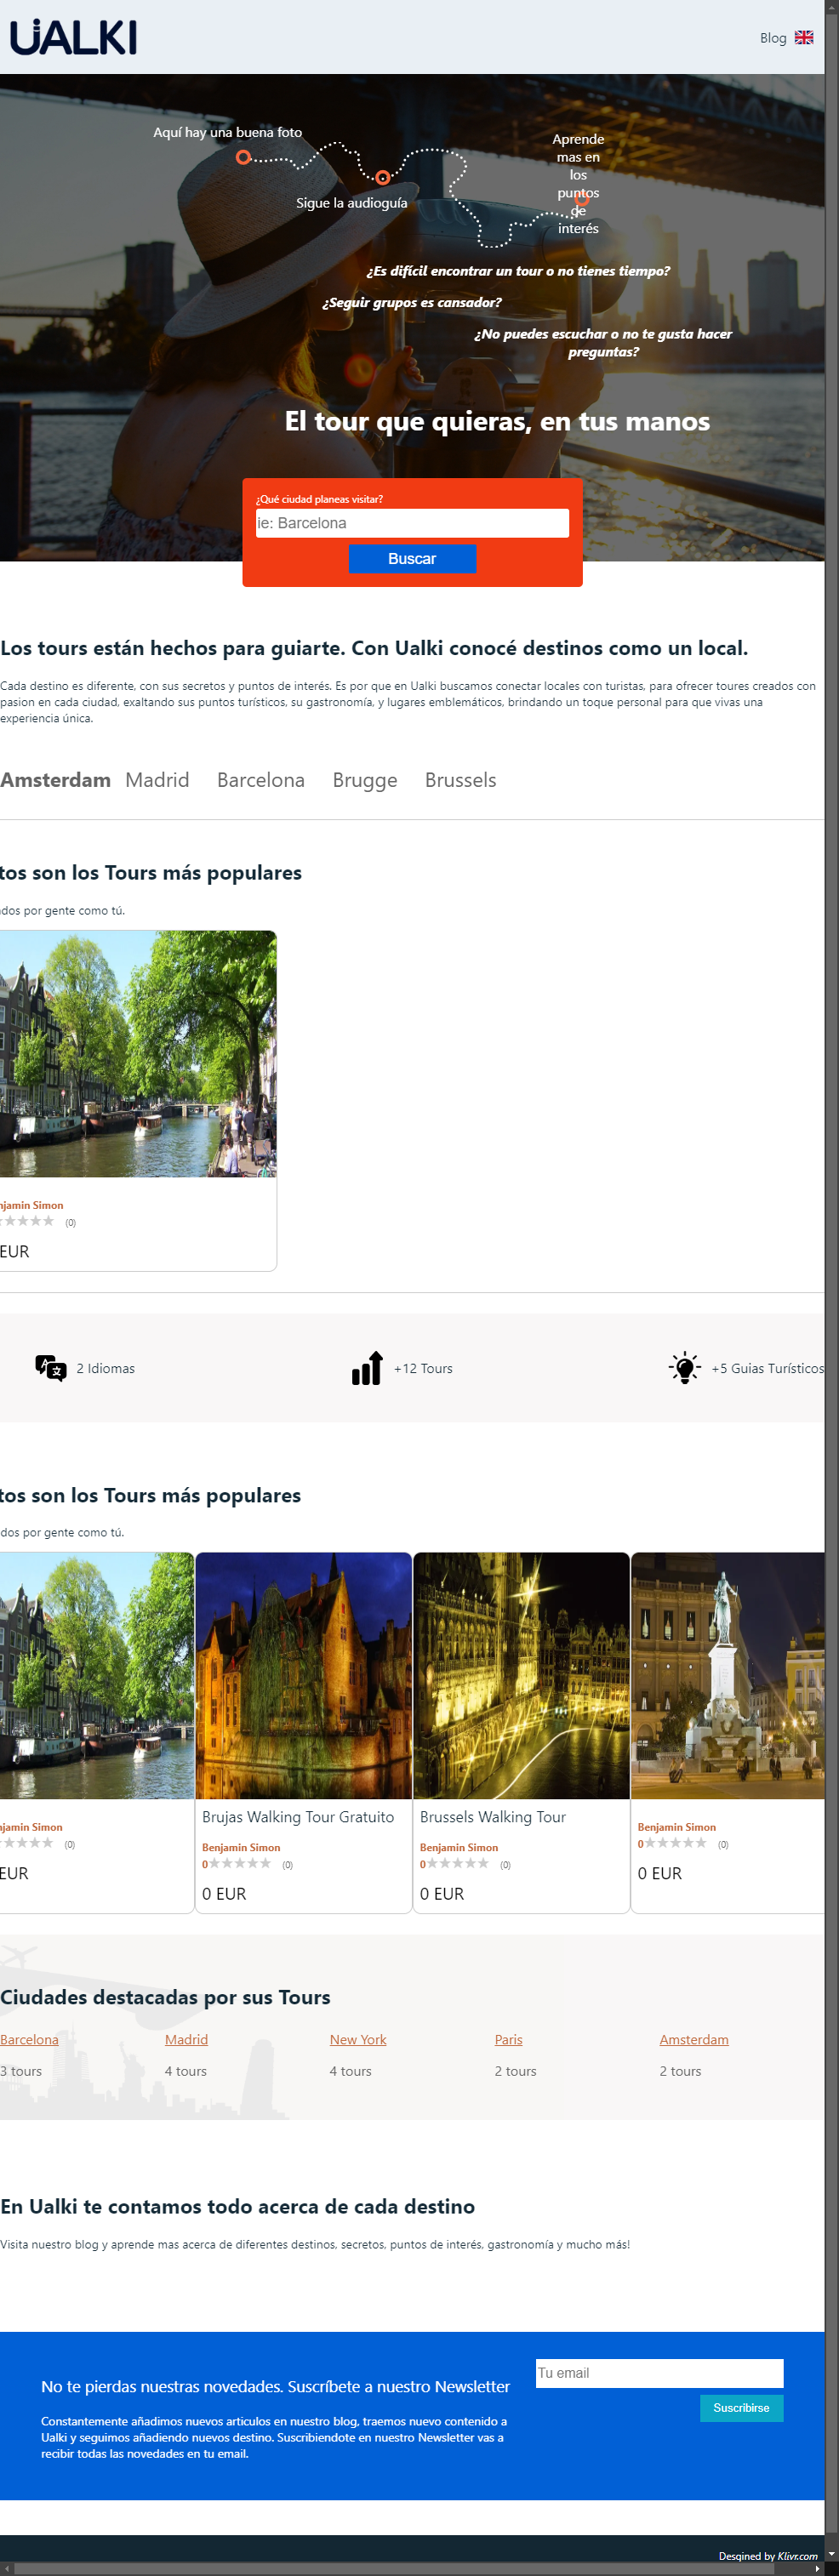 UALKI
Blog
Aquí hay una buena foto
Sigue la audioguía
Aprende
mas en
los
puntos
de
interés
¿Es difícil encontrar un tour o no tienes tiempo?
¿Seguir grupos es cansador?
¿No puedes escuchar o no te gusta hacer
preguntas?
El tour que quieras, en tus manos
¿Qué ciudad planeas visitar?
ie: Barcelona
Buscar
Los tours están hechos para guiarte. Con Ualki conocé destinos como un local.
Cada destino es diferente, con sus secretos y puntos de interés. Es por que en Ualki buscamos conectar locales con turistas, para ofrecer toures creados con
pasion en cada ciudad, exaltando sus puntos turísticos, su gastronomía, y lugares emblemáticos, brindando un toque personal para que vivas una
experiencia única.
Amsterdam Madrid Barcelona Brugge Brussels
tos son los Tours más populares
dos por gente como tú.
njamin Simon
(0)
EUR
2 Idiomas
+12 Tours
+5 Guias Turísticos
tos son los Tours más populares
dos por gente como tú.
njamin Simon
(0)
EUR
Brujas Walking Tour Gratuito
Benjamin Simon
0 (0)
0 EUR
Brussels Walking Tour
Benjamin Simon
0 (0)
0 EUR
Benjamin Simon
0 (0)
0 EUR
Ciudades destacadas por sus Tours
Barcelona Madrid New York Paris Amsterdam
3 tours 4 tours 4 tours 2 tours 2 tours
En Ualki te contamos todo acerca de cada destino
Visita nuestro blog y aprende mas acerca de diferentes destinos, secretos, puntos de interés, gastronomía y mucho más!
No te pierdas nuestras novedades. Suscríbete a nuestro Newsletter
Constantemente añadimos nuevos articulos en nuestro blog, traemos nuevo contenido a
Ualki y seguimos añadiendo nuevos destino. Suscribiendote en nuestro Newsletter vas a
recibir todas las novedades en tu email.
Tu email
Suscribirse
Desgined by Klivr.com